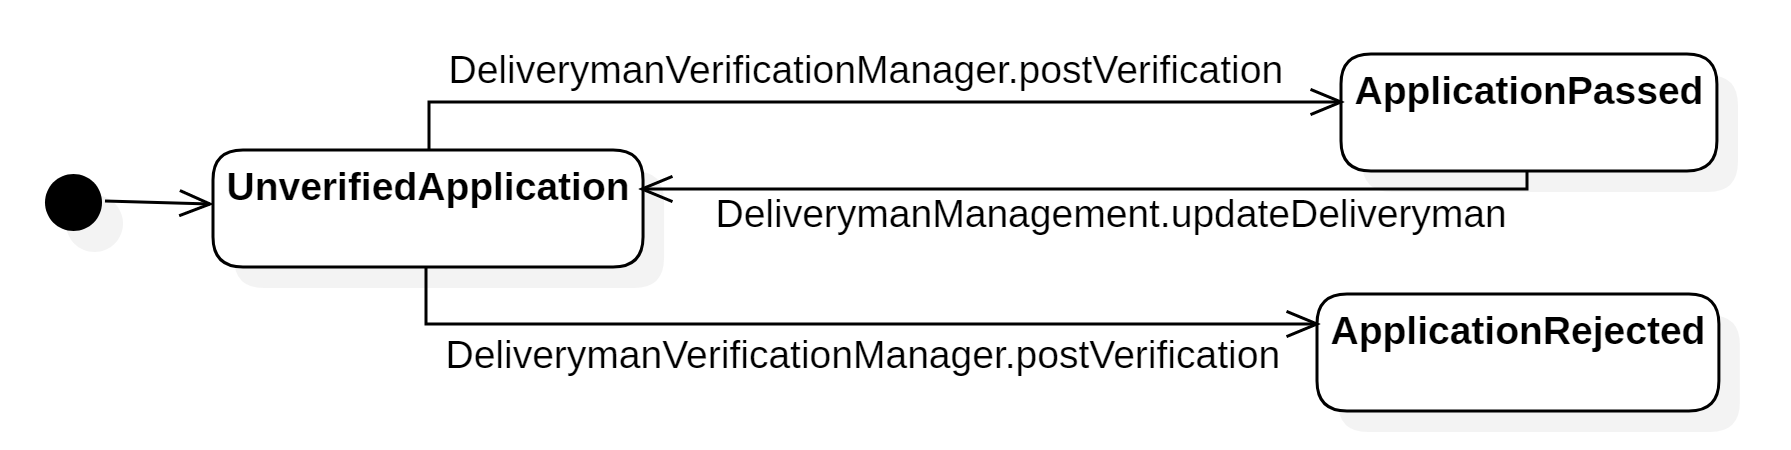 DeliverymanVerificationManager.postVerification
ApplicationPassed
UnverifiedApplication
DeliverymanManagement.updateDeliveryman
ApplicationRejected
DeliverymanVerificationManager.postVerification